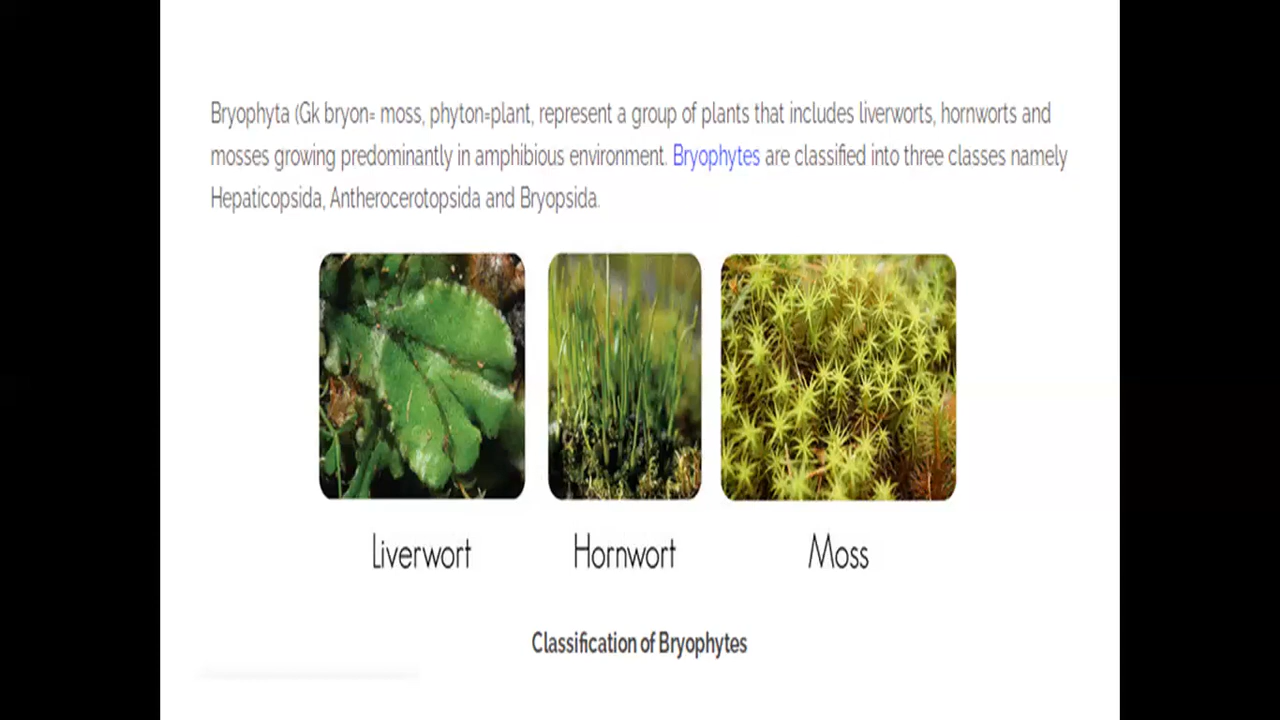 Bryophyta (Gk bryon= moss, phyton=plant, represent a group of plants that includes liverworts, hornworts and
mosses growing predominantly in amphibious environment. Bryophytes are classified into three classes namely
Hepaticopsida, Antherocerotopsida and Bryopsida.
Liverwort Hornwort Moss
Classification of Bryophytes